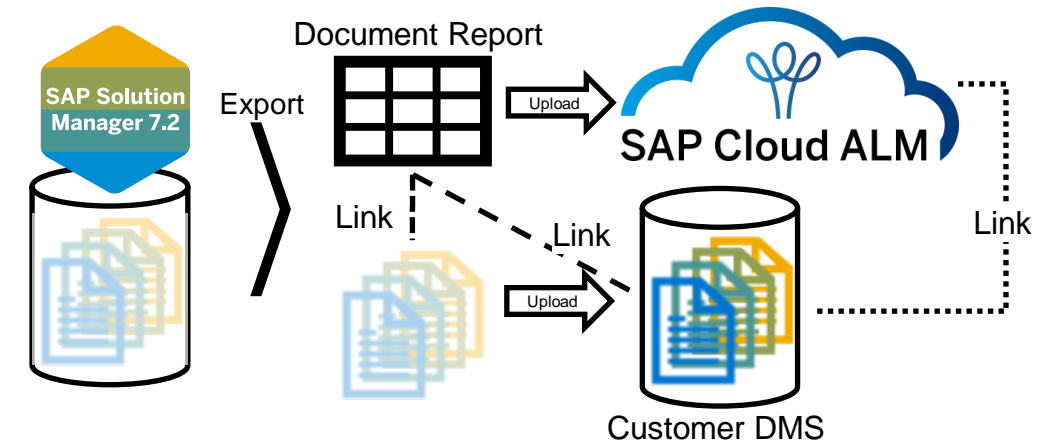 Document Report
SAP Solution
Manager 7.2
Export
Upload
SAP Cloud ALM
Link
Link
Link
Upload
Customer DMS